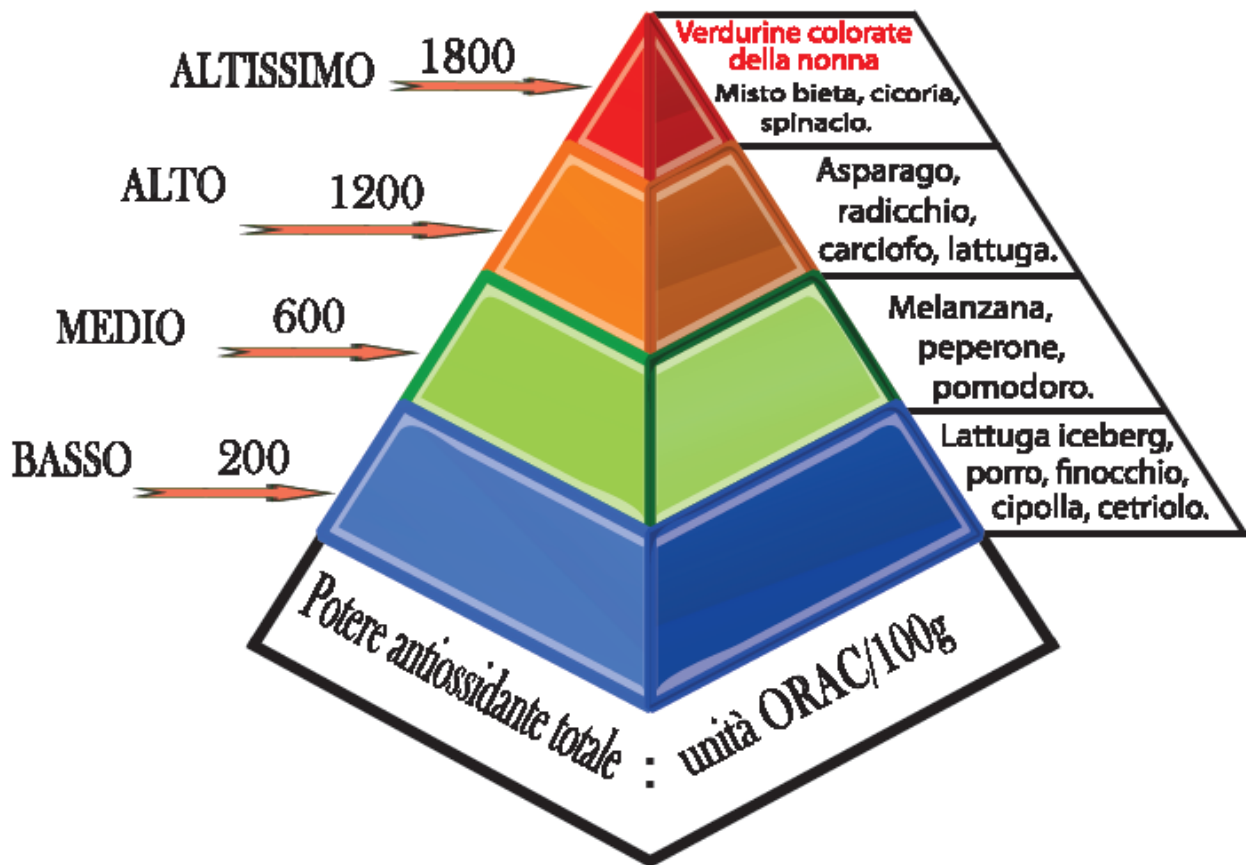 ALTISSIMO
1800
Verdurine colorate
della nonna
Misto bieta, cicoria,
spinacio.
ALTO
1200
Asparago,
radicchio,
carciofo, lattuga.
MEDIO
600
Melanzana,
peperone,
pomodoro.
BASSO
200
Lattuga iceberg,
porro, finocchio,
cipolla, cetriolo.
Potere antiossidante totale : unità ORAC/100g